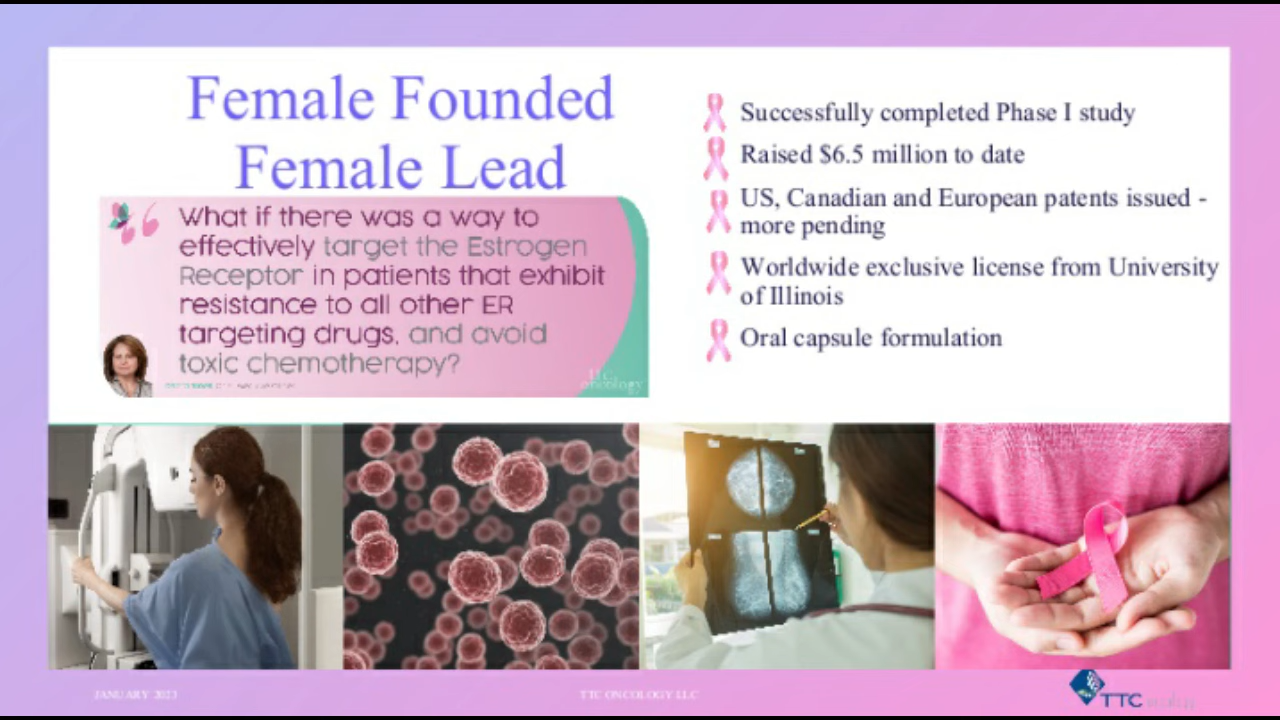 Female Founded
Female Lead
What if there was a way to
effectively target the Estrogen
Receptor in patients that exhibit
resistance to all other ER
targeting drugs, and avoid
toxic chemotherapy?
TTC
oncology
Successfully completed Phase I study
Raised $6.5 million to date
US, Canadian and European patents issued -
more pending
Worldwide exclusive license from University
of Illinois
Oral capsule formulation
JANUARY 2023
TTC ONCOLOGY LLC
TTC oncology